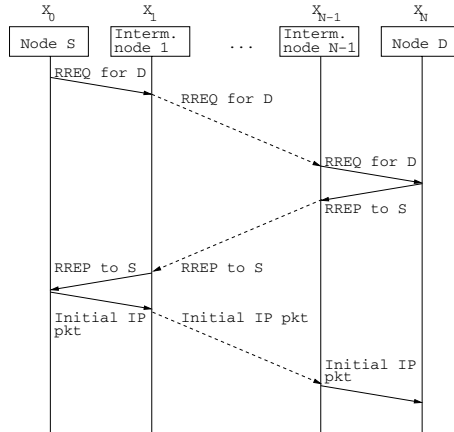 X0 X1 XN-1 XN
Node S
Interm.
node 1
...
Interm.
node N-1
Node D
RREQ for D
RREQ for D
RREQ for D
RREP to S
RREP to S
RREP to S
Initial IP
pkt
Initial IP pkt
Initial IP
pkt